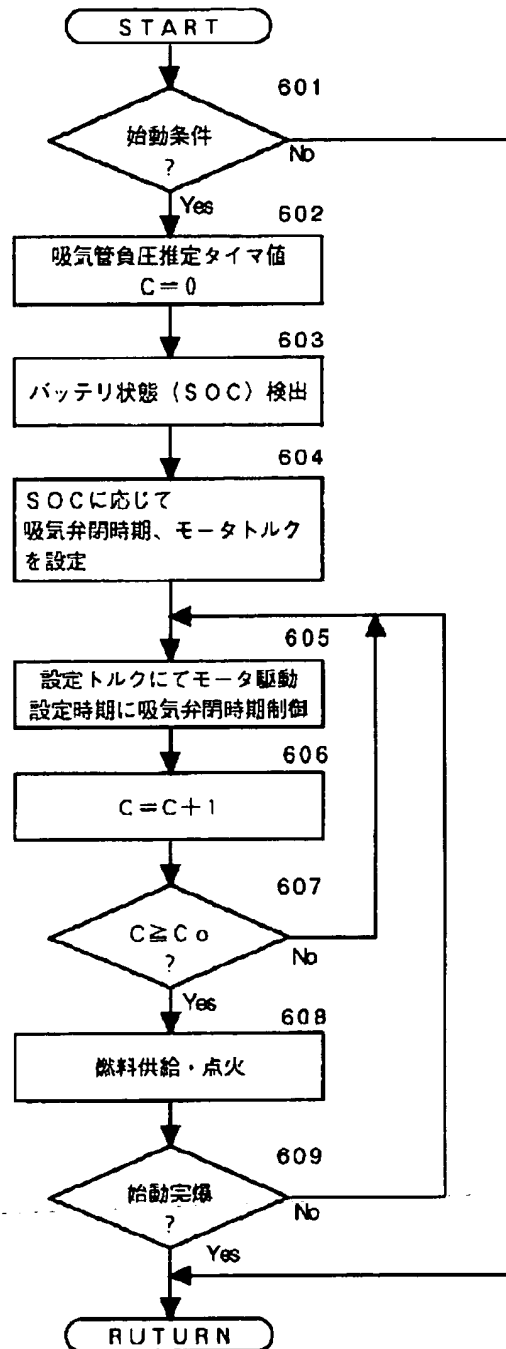 START
601
始動条件
?
No
Yes
602
吸気管負圧推定タイマ値
C=0
603
バッテリ状態(SOC)検出
604
SOCに応じて
吸気弁閉時期、モータトルク
を設定
605
設定トルクにてモータ駆動
設定時期に吸気弁閉時期制御
606
C=C+1
607
C≧Co
?
No
Yes
608
燃料供給・点火
609
始動完爆
?
No
Yes
RUTURN